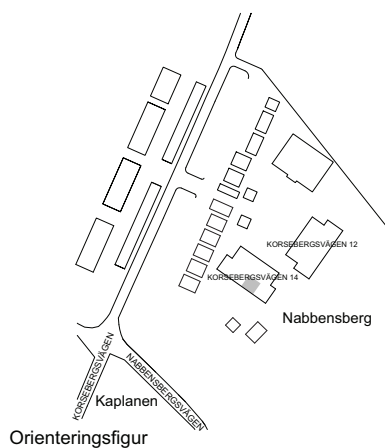 KORSEBERGSVÄGEN 12
KORSEBERGSVÄGEN 14
Nabbensberg
KORSEBERGSVÄGEN
NABBENSBERGSVÄGEN
Kaplanen
Orienteringsfigur